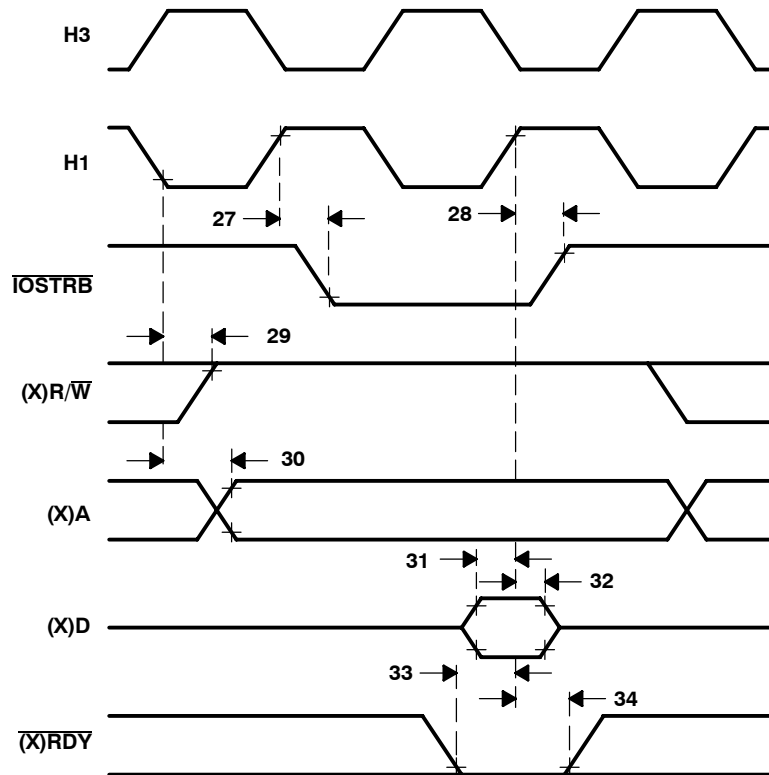 H3
H1
27
28
IOSTRB
29
(X)R/W
30
(X)A
31
32
(X)D
33
34
(X)RDY